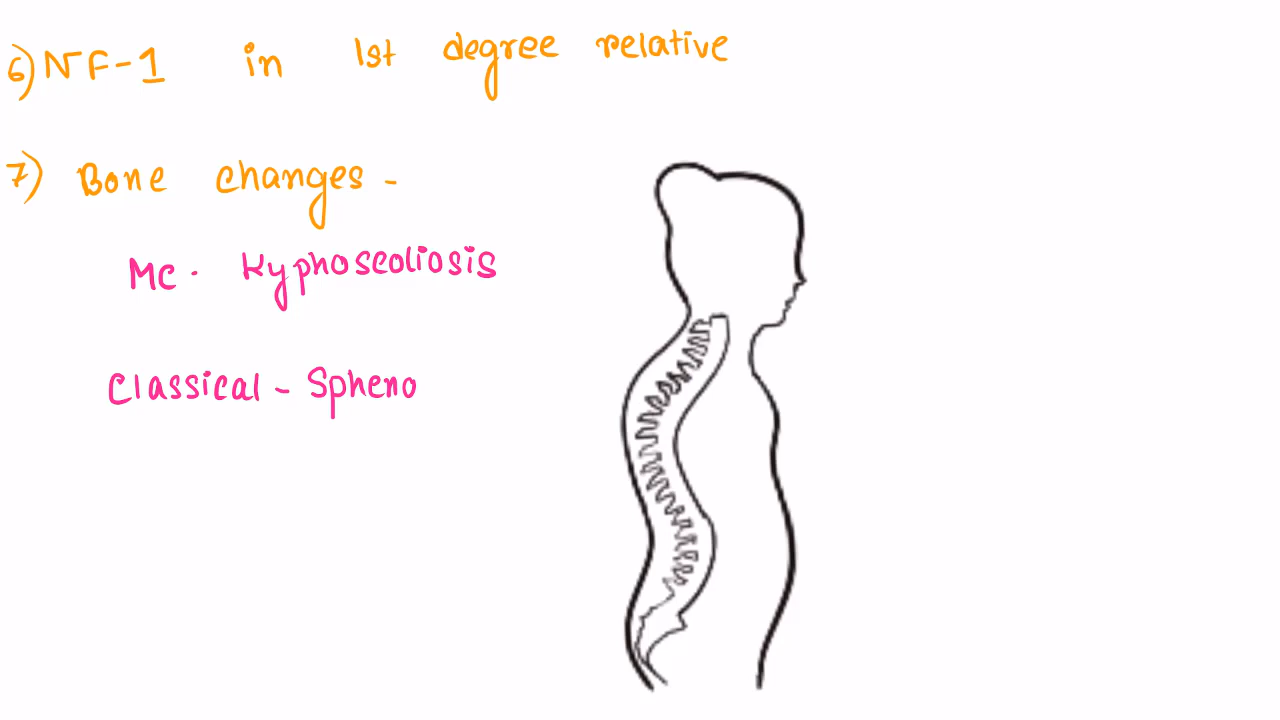 6) NF-1 in 1st degree relative
7) Bone changes -
MC. Kyphoscoliosis
Classical - Spheno